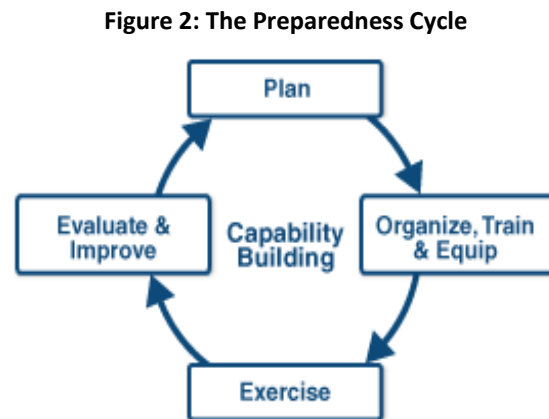 Figure 2: The Preparedness Cycle
Plan
Evaluate &
Improve
Capability
Building
Organize, Train
& Equip
Exercise